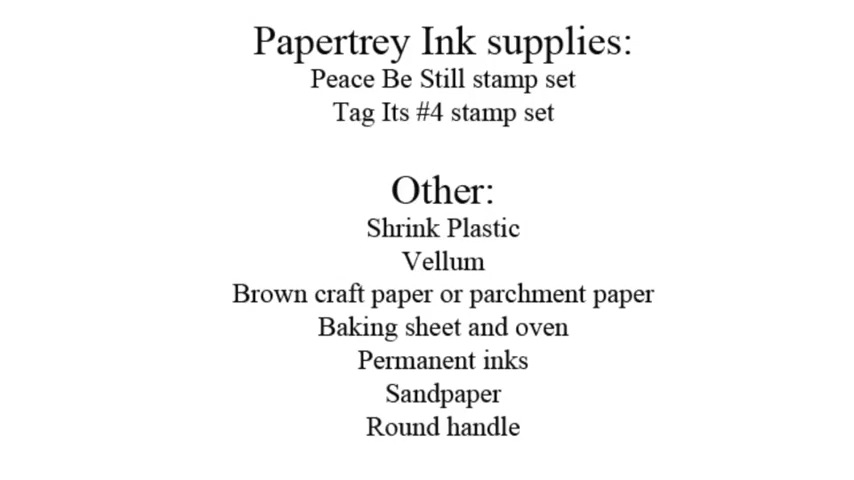 Papertrey Ink supplies:
Peace Be Still stamp set
Tag Its #4 stamp set
Other:
Shrink Plastic
Vellum
Brown craft paper or parchment paper
Baking sheet and oven
Permanent inks
Sandpaper
Round handle